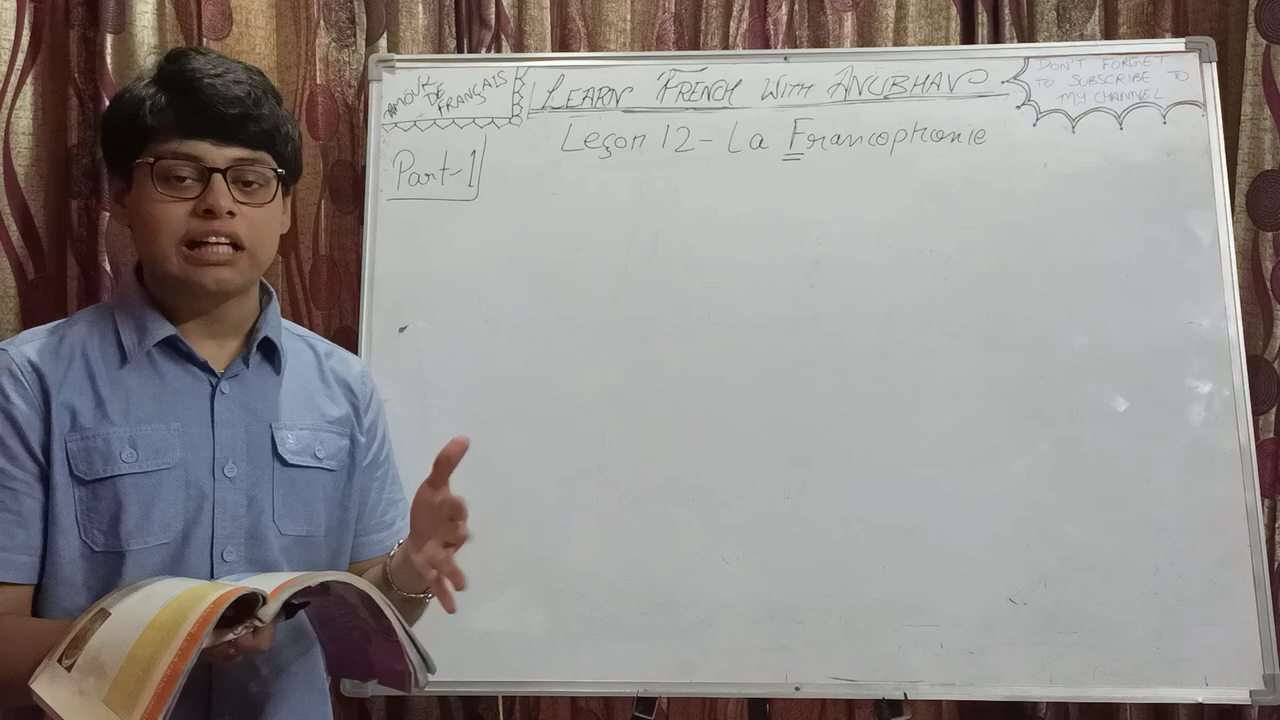 AMOUR
DE
FRANÇAIS
LEARN FRENCH WITH ANUBHAV
DON'T FORGET
TO SUBSCRIBE TO
MY CHANNEL
Leçon 12 - La Francophonie
Part-1